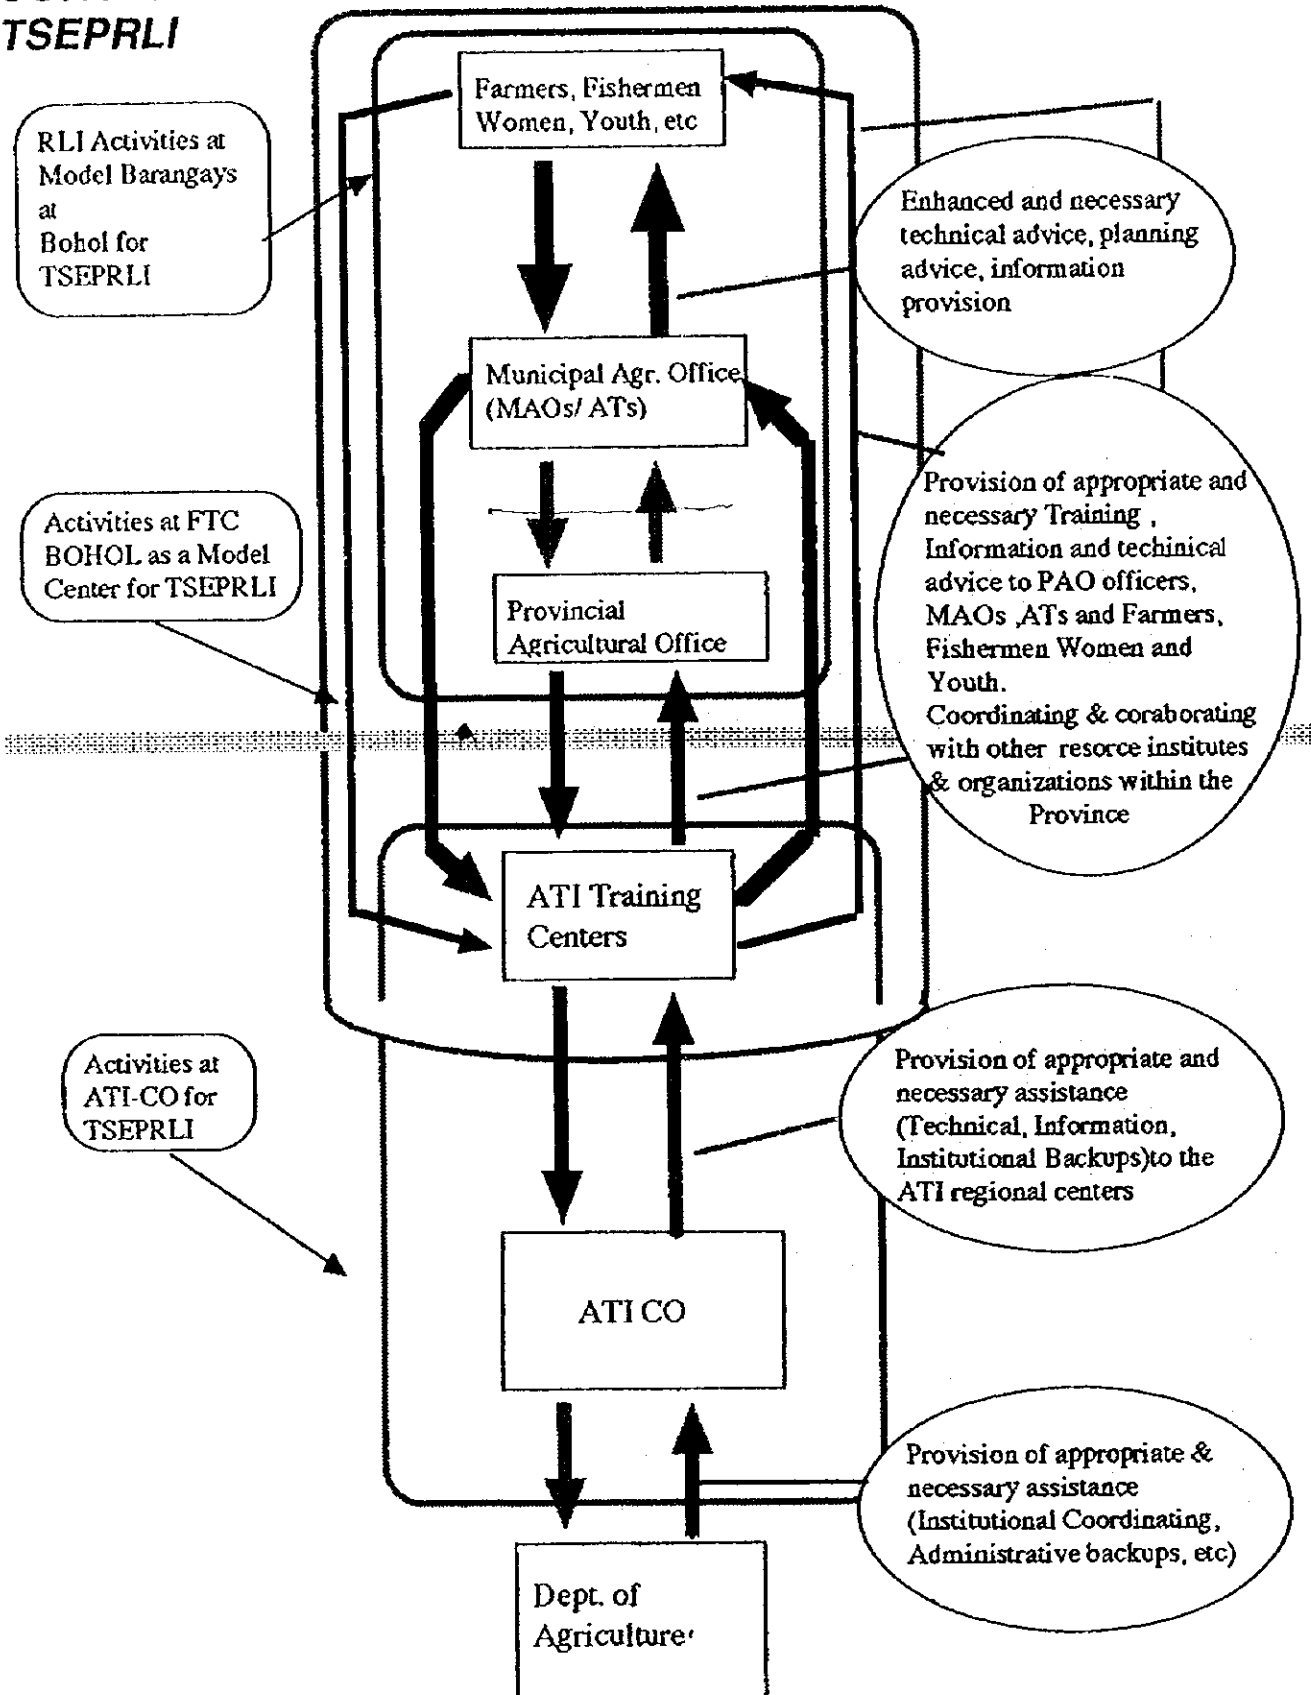 TSEPRLI
Farmers, Fishermen
Women, Youth, etc
RLI Activities at
Model Barangays
at
Bohol for
TSEPRLI
Enhanced and necessary
technical advice, planning
advice, information
provision
Municipal Agr. Office
(MAOs/ ATs)
Activities at FTC
BOHOL as a Model
Center for TSEPRLI
Provision of appropriate and
necessary Training ,
Information and techinical
advice to PAO officers,
MAOs ,ATs and Farmers,
Fishermen Women and
Youth.
Coordinating & coraborating
with other resorce institutes
& organizations within the
Province
Provincial
Agricultural Office
ATI Training
Centers
Activities at
ATI-CO for
TSEPRLI
Provision of appropriate and
necessary assistance
(Technical, Information,
Institutional Backups)to the
ATI regional centers
ATI CO
Provision of appropriate &
necessary assistance
(Institutional Coordinating,
Administrative backups, etc)
Dept. of
Agriculture